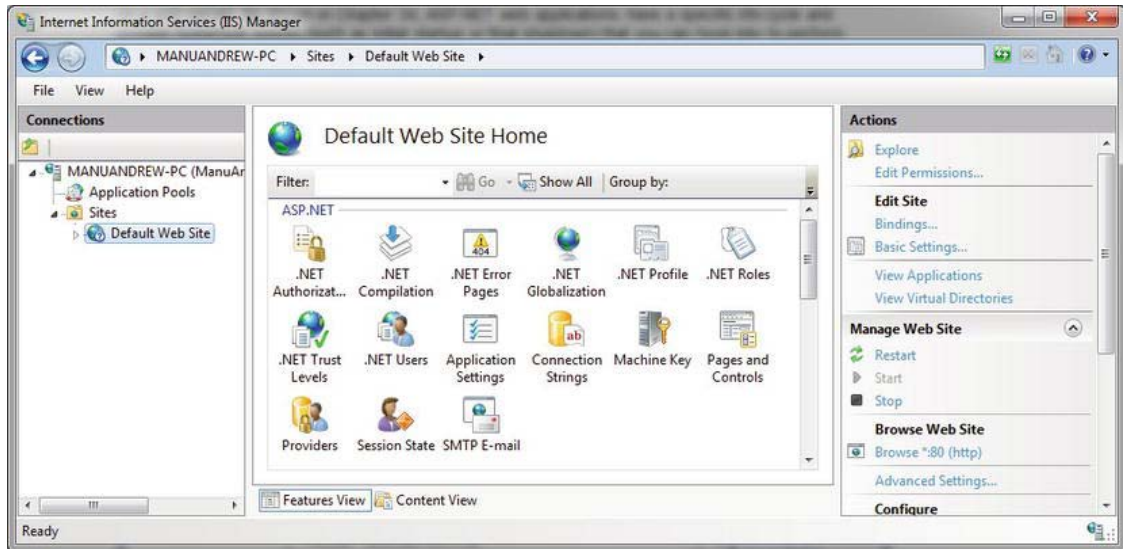 Internet Information Services (IIS) Manager
MANUANDREW-PC Sites Default Web Site
File View Help
Connections
MANUANDREW-PC (ManuAr
Application Pools
Sites
Default Web Site
Default Web Site Home
Filter: Go Show All Group by:
ASP.NET
.NET Authorizat...
.NET Compilation
.NET Error Pages
.NET Globalization
.NET Profile
.NET Roles
.NET Trust Levels
.NET Users
Application Settings
Connection Strings
Machine Key
Pages and Controls
Providers
Session State
SMTP E-mail
Features View Content View
Actions
Explore
Edit Permissions...
Edit Site
Bindings...
Basic Settings...
View Applications
View Virtual Directories
Manage Web Site
Restart
Start
Stop
Browse Web Site
Browse *:80 (http)
Advanced Settings...
Configure
Ready